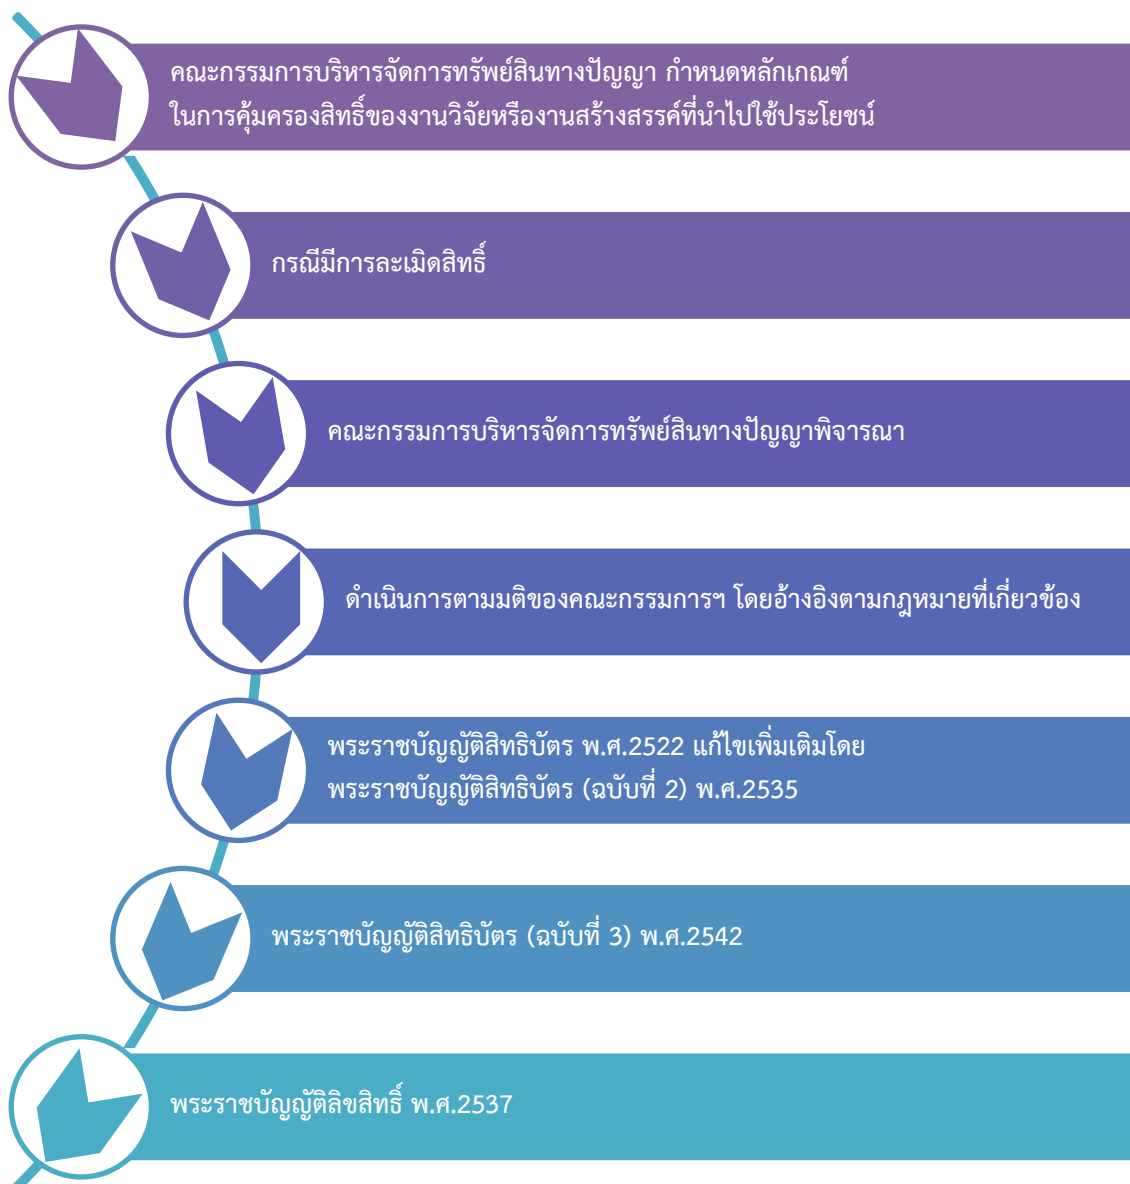 คณะกรรมการบริหารจัดการทรัพย์สินทางปัญญา กำหนดหลักเกณฑ์
ในการคุ้มครองสิทธิ์ของงานวิจัยหรืองานสร้างสรรค์ที่นำไปใช้ประโยชน์
กรณีมีการละเมิดสิทธิ์
คณะกรรมการบริหารจัดการทรัพย์สินทางปัญญาพิจารณา
ดำเนินการตามมติของคณะกรรมการฯ โดยอ้างอิงตามกฎหมายที่เกี่ยวข้อง
พระราชบัญญัติสิทธิบัตร พ.ศ.2522 แก้ไขเพิ่มเติมโดย
พระราชบัญญัติสิทธิบัตร (ฉบับที่ 2) พ.ศ.2535
พระราชบัญญัติสิทธิบัตร (ฉบับที่ 3) พ.ศ.2542
พระราชบัญญัติลิขสิทธิ์ พ.ศ.2537